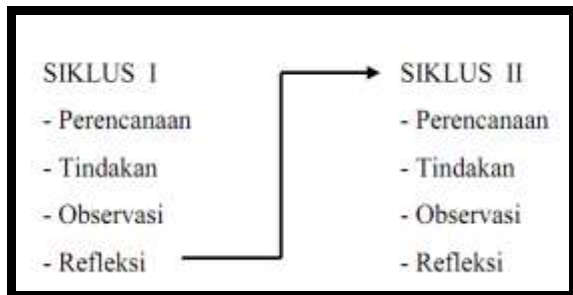 SIKLUS I
- Perencanaan
- Tindakan
- Observasi
- Refleksi
SIKLUS II
- Perencanaan
- Tindakan
- Observasi
- Refleksi